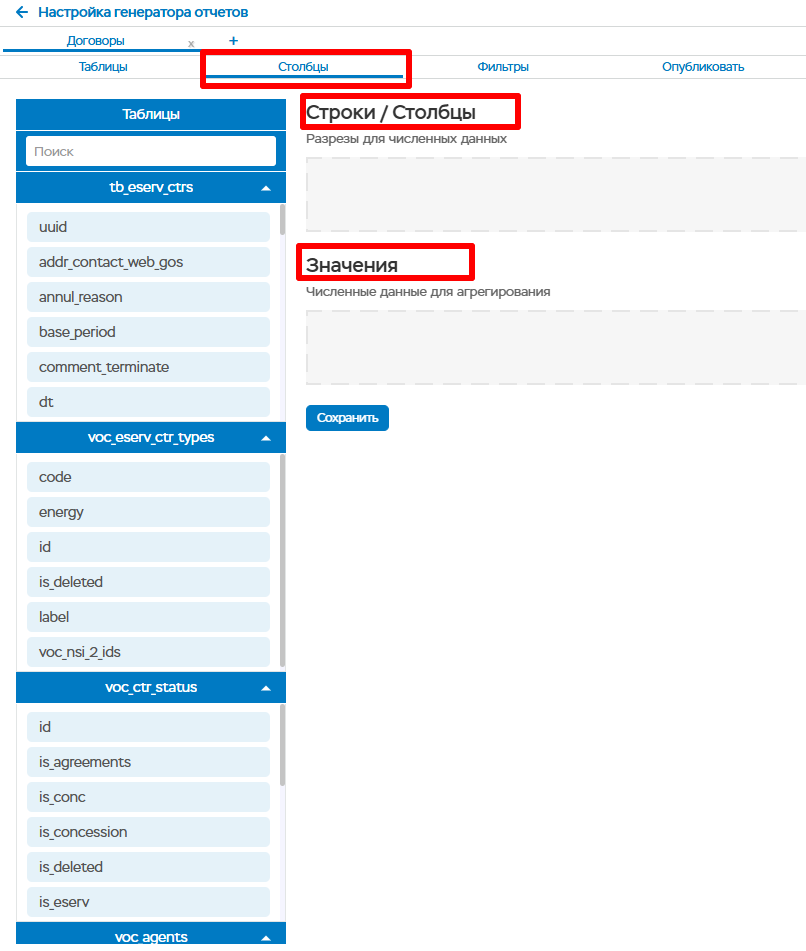 Настройка генератора отчетов
Договоры x +
Таблицы Столбцы Фильтры Опубликовать
Таблицы
Поиск
tb_eserv_ctrs
uuid
addr_contact_web_gos
annul_reason
base_period
comment_terminate
dt
voc_eserv_ctr_types
code
energy
id
is_deleted
label
voc_nsi_2_ids
voc_ctr_status
id
is_agreements
is_conc
is_concession
is_deleted
is_eserv
voc_agents
Строки / Столбцы
Разрезы для численных данных
Значения
Численные данные для агрегирования
Сохранить